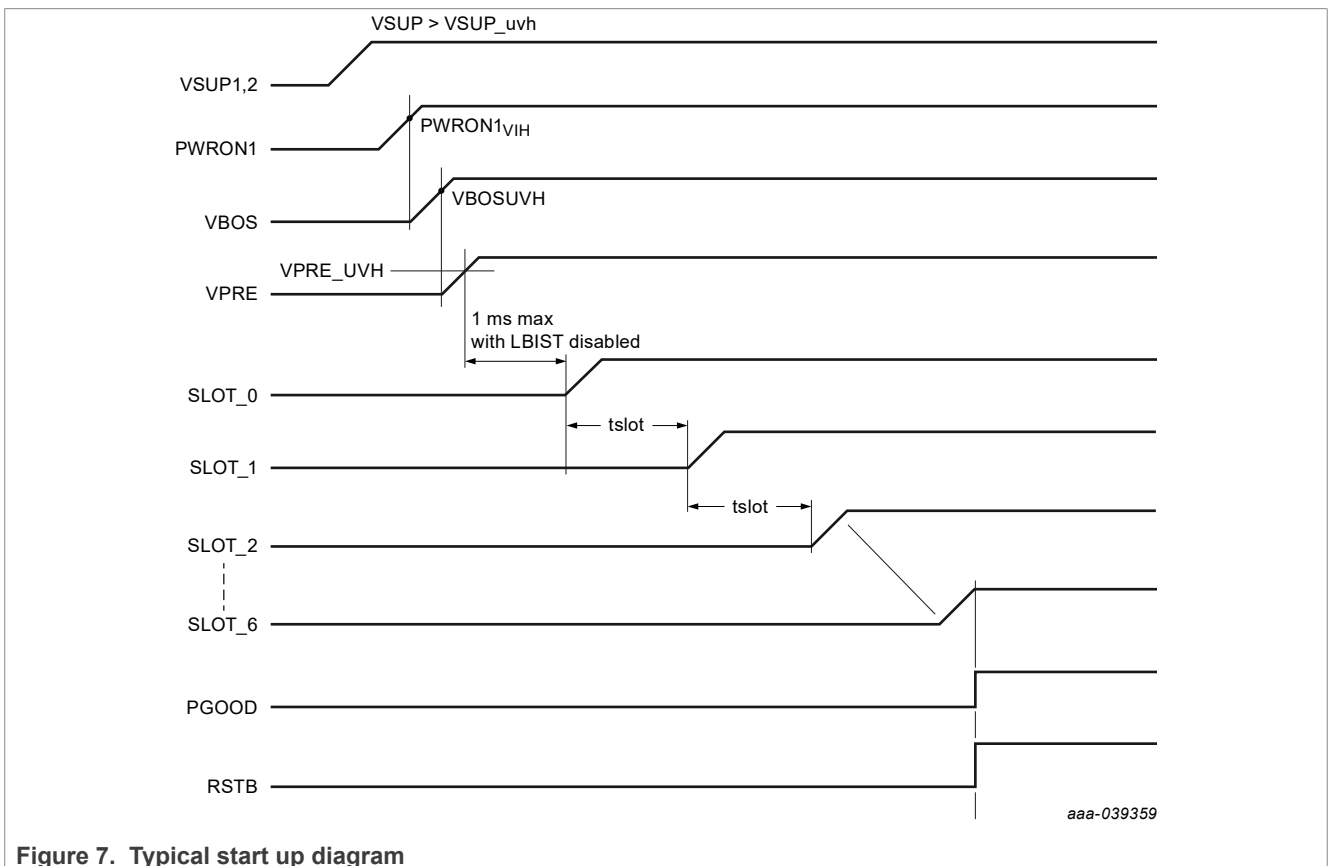 VSUP > VSUP_uvh
VSUP1,2
PWRON1VIH
PWRON1
VBOSUVH
VBOS
VPRE_UVH
VPRE
1 ms max
with LBIST disabled
SLOT_0
tslot
SLOT_1
tslot
SLOT_2
SLOT_6
PGOOD
RSTB
aaa-039359
Figure 7. Typical start up diagram